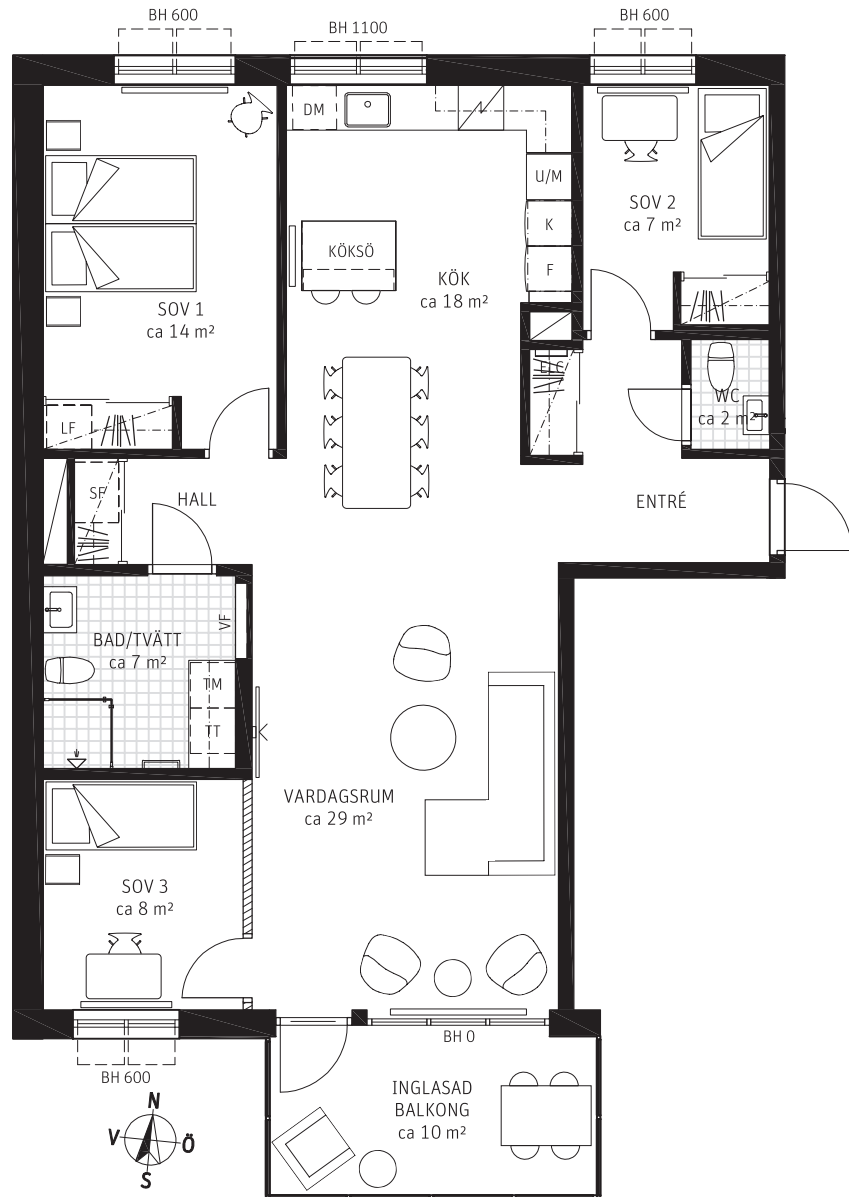 BH 600
BH 1100
BH 600
DM
U/M
K
F
KÖKSÖ
KÖK
ca 18 m²
SOV 2
ca 7 m²
SOV 1
ca 14 m²
LF
ELC
WC
ca 2 m²
SF
HALL
ENTRÉ
VF
BAD/TVÄTT
ca 7 m²
TM
TT
VARDAGSRUM
ca 29 m²
SOV 3
ca 8 m²
BH 0
BH 600
INGLASAD
BALKONG
ca 10 m²
N
V
Ö
S